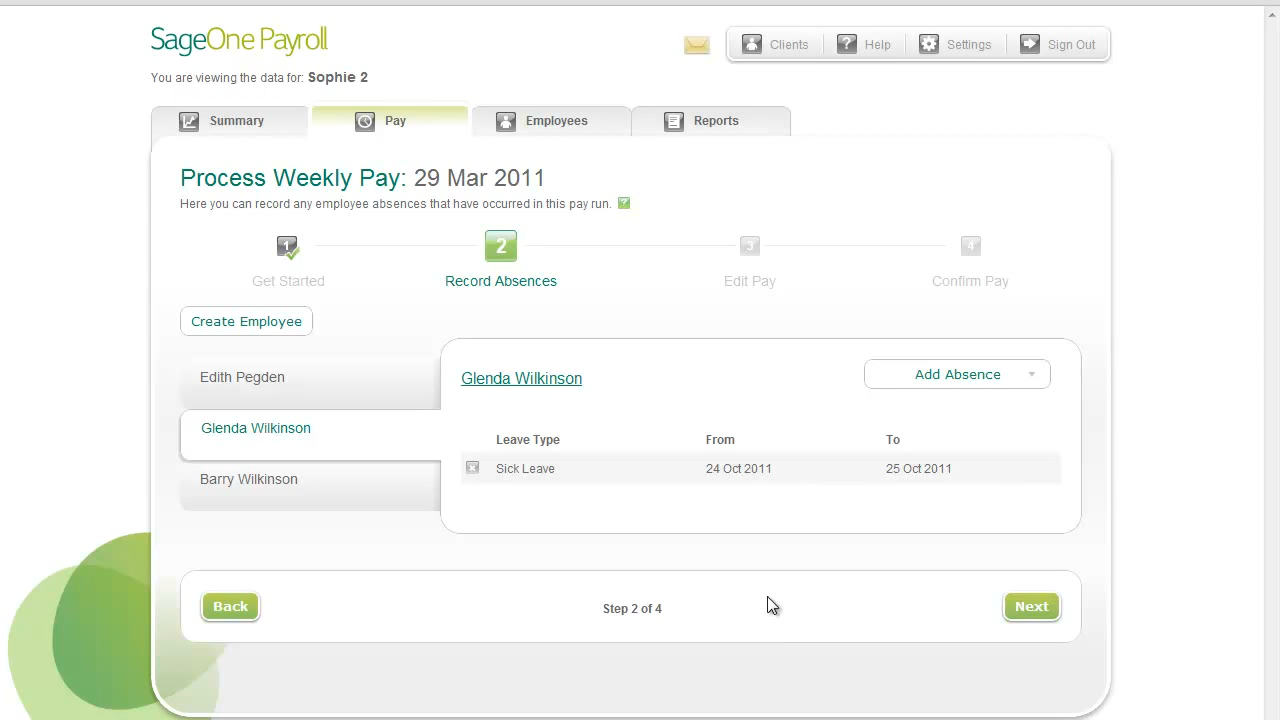 SageOne Payroll
Clients
Help
Settings
Sign Out
You are viewing the data for: Sophie 2
Summary
Pay
Employees
Reports
Process Weekly Pay: 29 Mar 2011
Here you can record any employee absences that have occurred in this pay run. ?
1
2
3
4
Get Started
Record Absences
Edit Pay
Confirm Pay
Create Employee
Edith Pegden
Glenda Wilkinson
Barry Wilkinson
Glenda Wilkinson
Add Absence
Leave Type
From
To
Sick Leave
24 Oct 2011
25 Oct 2011
Back
Step 2 of 4
Next